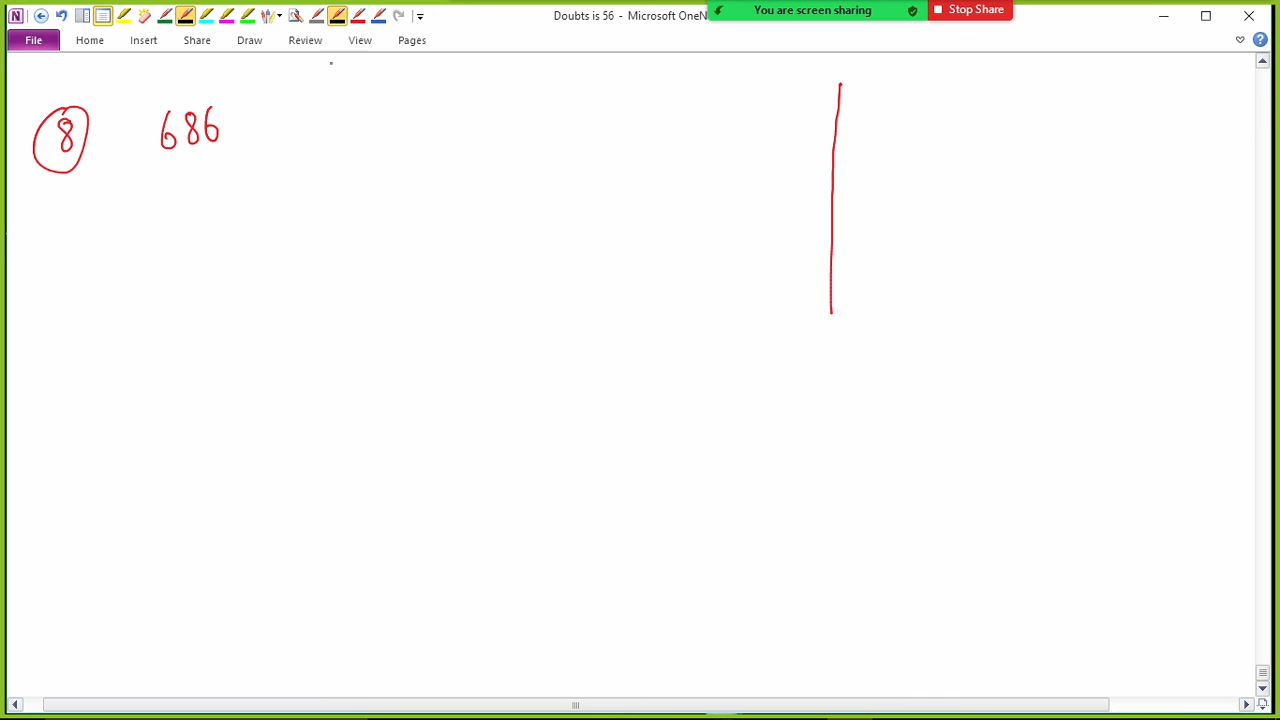 Doubts is 56 - Microsoft OneN
You are screen sharing
Stop Share
File Home Insert Share Draw Review View Pages
8 686